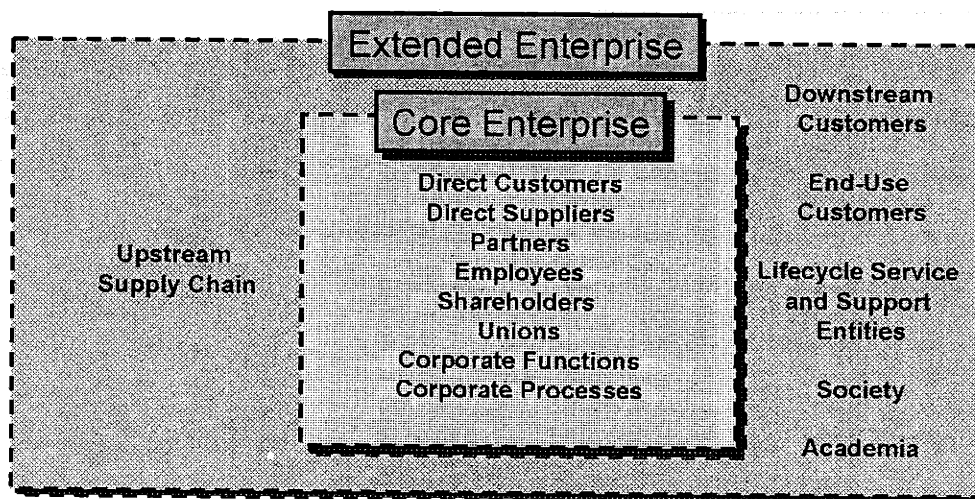 Extended Enterprise
Core Enterprise
Upstream
Supply Chain
Direct Customers
Direct Suppliers
Partners
Employees
Shareholders
Unions
Corporate Functions
Corporate Processes
Downstream
Customers
End-Use
Customers
Lifecycle Service
and Support
Entities
Society
Academia